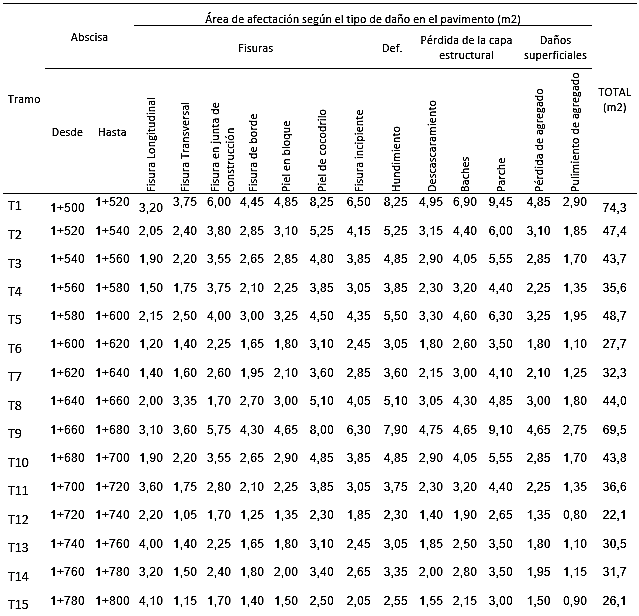 Área de afectación según el tipo de daño en el pavimento (m2)
Abscisa
Fisuras Def. Pérdida de la capa estructural Daños superficiales
Tramo TOTAL (m2)
Desde Hasta Fisura Longitudinal Fisura Transversal Fisura en junta de construcción Fisura de borde Piel en bloque Piel de cocodrilo Fisura incipiente Hundimiento Descascaramiento Baches Parche Pérdida de agregado Pulimiento de agregado
T1 1+500 1+520 3,20 3,75 6,00 4,45 4,85 8,25 6,50 8,25 4,95 6,90 9,45 4,85 2,90 74,3
T2 1+520 1+540 2,05 2,40 3,80 2,85 3,10 5,25 4,15 5,25 3,15 4,40 6,00 3,10 1,85 47,4
T3 1+540 1+560 1,90 2,20 3,55 2,65 2,85 4,80 3,85 4,85 2,90 4,05 5,55 2,85 1,70 43,7
T4 1+560 1+580 1,50 1,75 3,75 2,10 2,25 3,85 3,05 3,85 2,30 3,20 4,40 2,25 1,35 35,6
T5 1+580 1+600 2,15 2,50 4,00 3,00 3,25 4,50 4,35 5,50 3,30 4,60 6,30 3,25 1,95 48,7
T6 1+600 1+620 1,20 1,40 2,25 1,65 1,80 3,10 2,45 3,05 1,80 2,60 3,50 1,80 1,10 27,7
T7 1+620 1+640 1,40 1,60 2,60 1,95 2,10 3,60 2,85 3,60 2,15 3,00 4,10 2,10 1,25 32,3
T8 1+640 1+660 2,00 3,35 1,70 2,70 3,00 5,10 4,05 5,10 3,05 4,30 4,85 3,00 1,80 44,0
T9 1+660 1+680 3,10 3,60 5,75 4,30 4,65 8,00 6,30 7,90 4,75 4,65 9,10 4,65 2,75 69,5
T10 1+680 1+700 1,90 2,20 3,55 2,65 2,90 4,85 3,85 4,85 2,90 4,05 5,55 2,85 1,70 43,8
T11 1+700 1+720 3,60 1,75 2,80 2,10 2,25 3,85 3,05 3,75 2,30 3,20 4,40 2,25 1,35 36,6
T12 1+720 1+740 2,20 1,05 1,70 1,25 1,35 2,30 1,85 2,30 1,40 1,90 2,65 1,35 0,80 22,1
T13 1+740 1+760 4,00 1,40 2,25 1,65 1,80 3,10 2,45 3,05 1,85 2,50 3,50 1,80 1,10 30,5
T14 1+760 1+780 3,20 1,50 2,40 1,80 2,00 3,40 2,65 3,35 2,00 2,80 3,50 1,95 1,15 31,7
T15 1+780 1+800 4,10 1,15 1,70 1,40 1,50 2,50 2,05 2,55 1,55 2,15 3,00 1,50 0,90 26,1